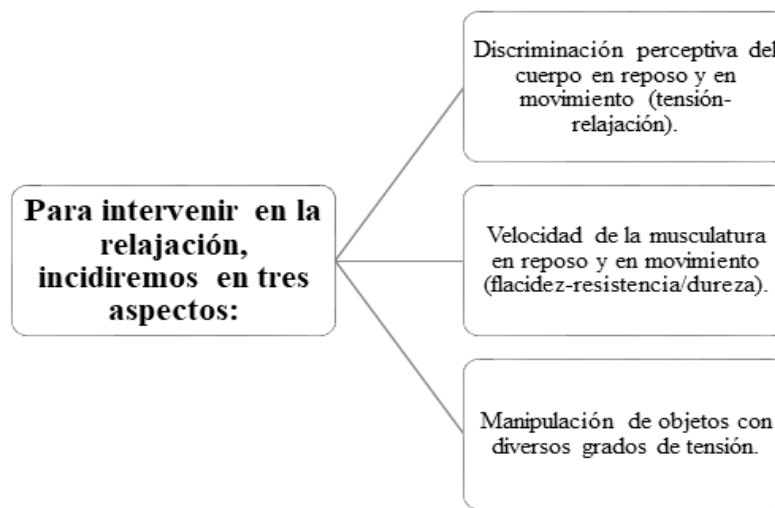 Para intervenir en la
relajación,
incidiremos en tres
aspectos:
Discriminación perceptiva del
cuerpo en reposo y en
movimiento (tensión-
relajación).
Velocidad de la musculatura
en reposo y en movimiento
(flacidez-resistencia/dureza).
Manipulación de objetos con
diversos grados de tensión.